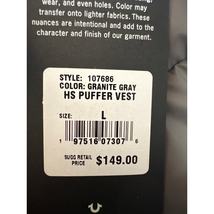 wear, and even holes. Color may
transfer onto lighter fabrics. These
nuances are intentional and add to the
character and finish of our garment.
STYLE: 107686
COLOR: GRANITE GRAY
HS PUFFER VEST
SIZE: L
1 97516 07307 6
SUGG RETAIL
PRICE $149.00